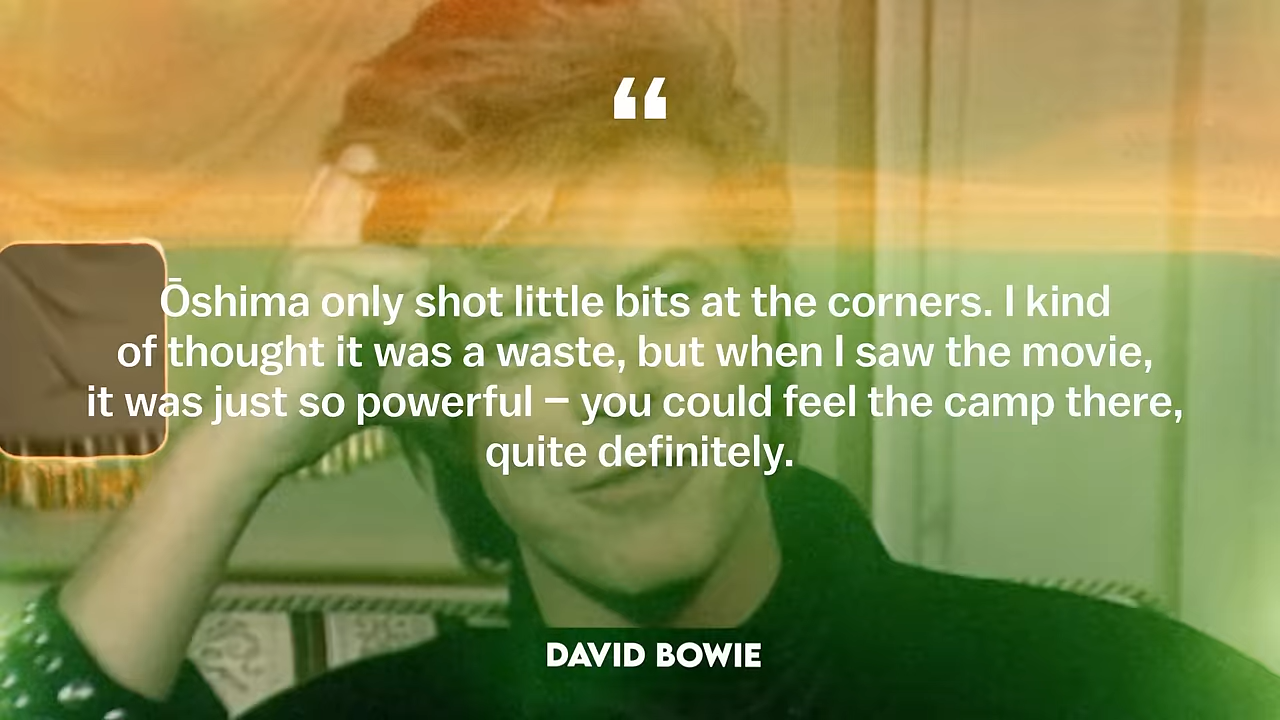 “
Ōshima only shot little bits at the corners. I kind
of thought it was a waste, but when I saw the movie,
it was just so powerful – you could feel the camp there,
quite definitely.
DAVID BOWIE